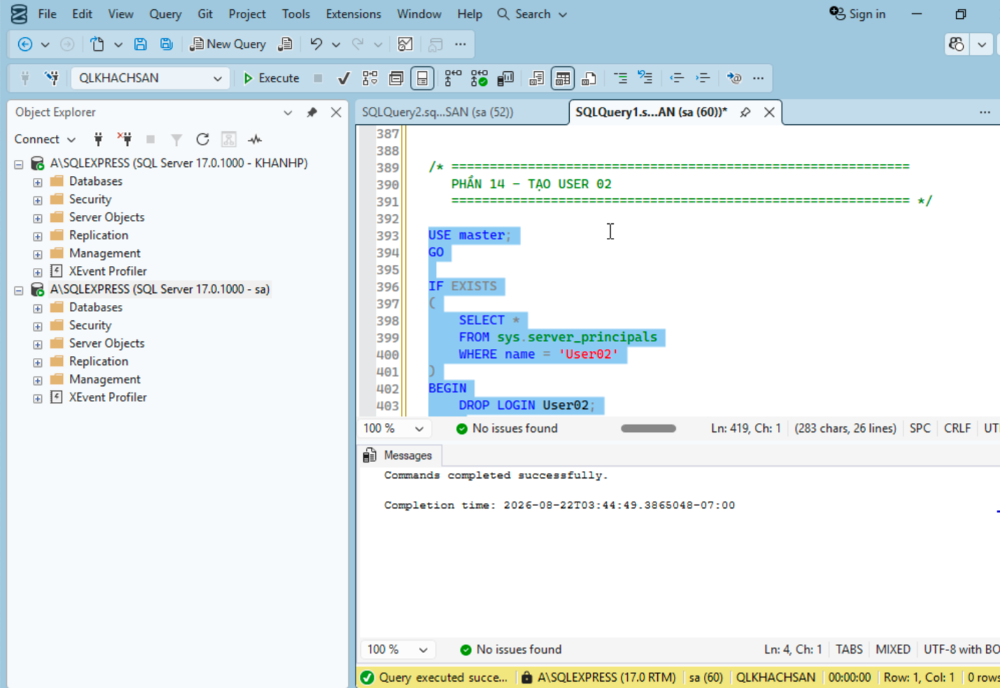 File Edit View Query Git Project Tools Extensions Window Help Search Sign in
New Query
QLKHACHSAN Execute
Object Explorer
Connect
A\SQLEXPRESS (SQL Server 17.0.1000 - KHANHP)
Databases
Security
Server Objects
Replication
Management
XEvent Profiler
A\SQLEXPRESS (SQL Server 17.0.1000 - sa)
Databases
Security
Server Objects
Replication
Management
XEvent Profiler
SQLQuery2.sq...SAN (sa (52)) SQLQuery1.s...AN (sa (60))*
387
388
389 /* ============================================================
390 PHẦN 14 - TẠO USER 02
391 ============================================================ */
392
393 USE master;
394 GO
395
396 IF EXISTS
397 (
398 SELECT *
399 FROM sys.server_principals
400 WHERE name = 'User02'
401 )
402 BEGIN
403 DROP LOGIN User02;
100 % No issues found Ln: 419, Ch: 1 (283 chars, 26 lines) SPC CRLF UT
Messages
Commands completed successfully.
Completion time: 2026-08-22T03:44:49.3865048-07:00
100 % No issues found Ln: 4, Ch: 1 TABS MIXED UTF-8 with BO
Query executed succe... A\SQLEXPRESS (17.0 RTM) sa (60) QLKHACHSAN 00:00:00 Row: 1, Col: 1 0 rows